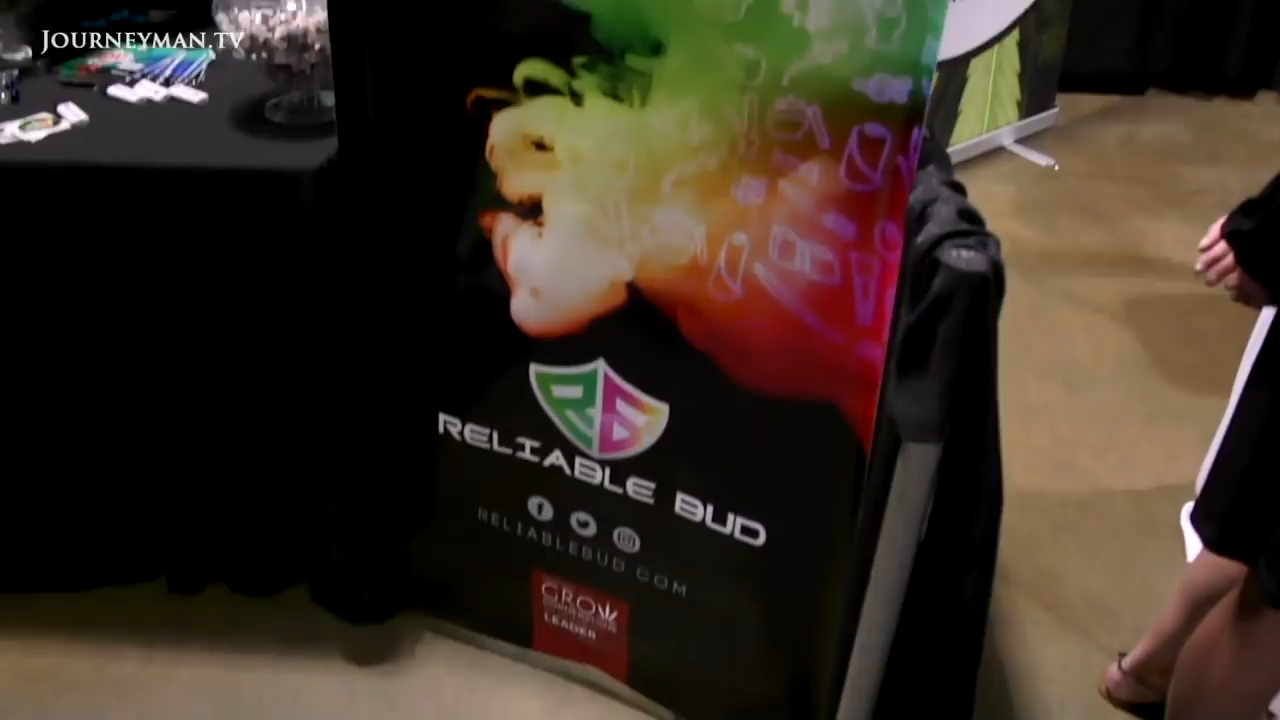 JOURNEYMAN.TV
RB
RELIABLE BUD
RELIABLEBUD.COM
GROW
LEADER